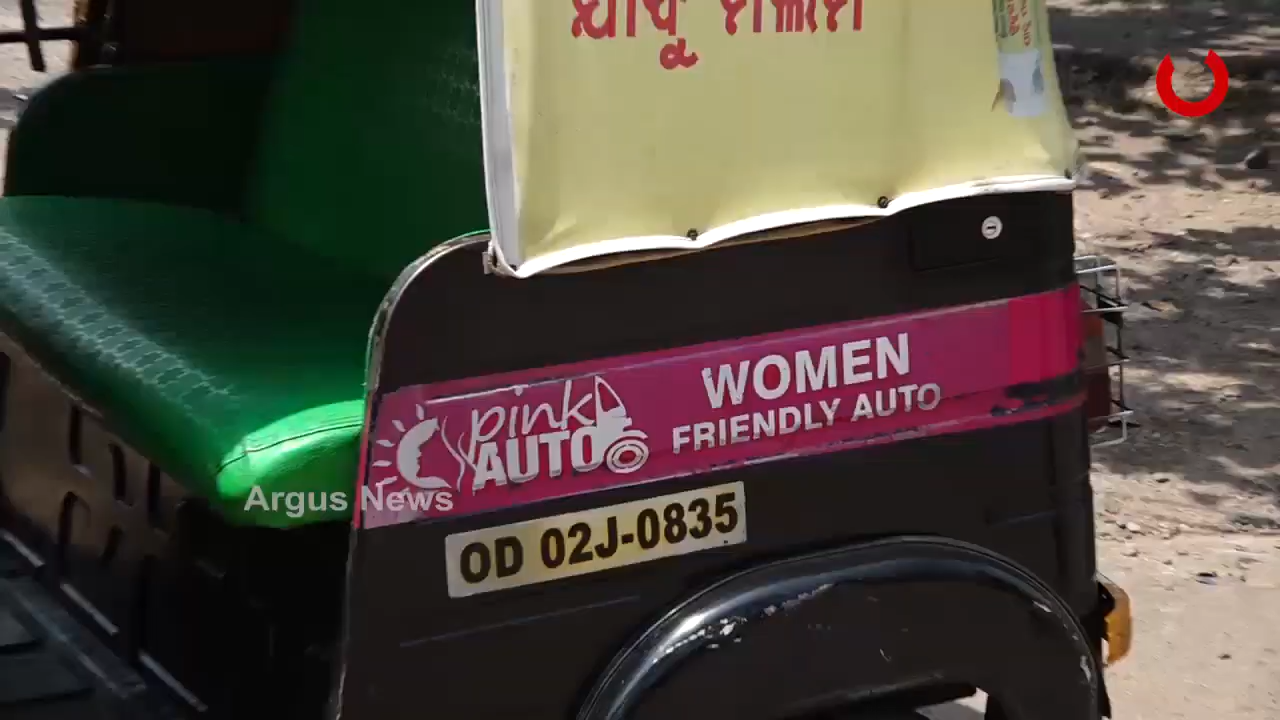 pink
AUTO
WOMEN
FRIENDLY AUTO
Argus News
OD 02J-0835